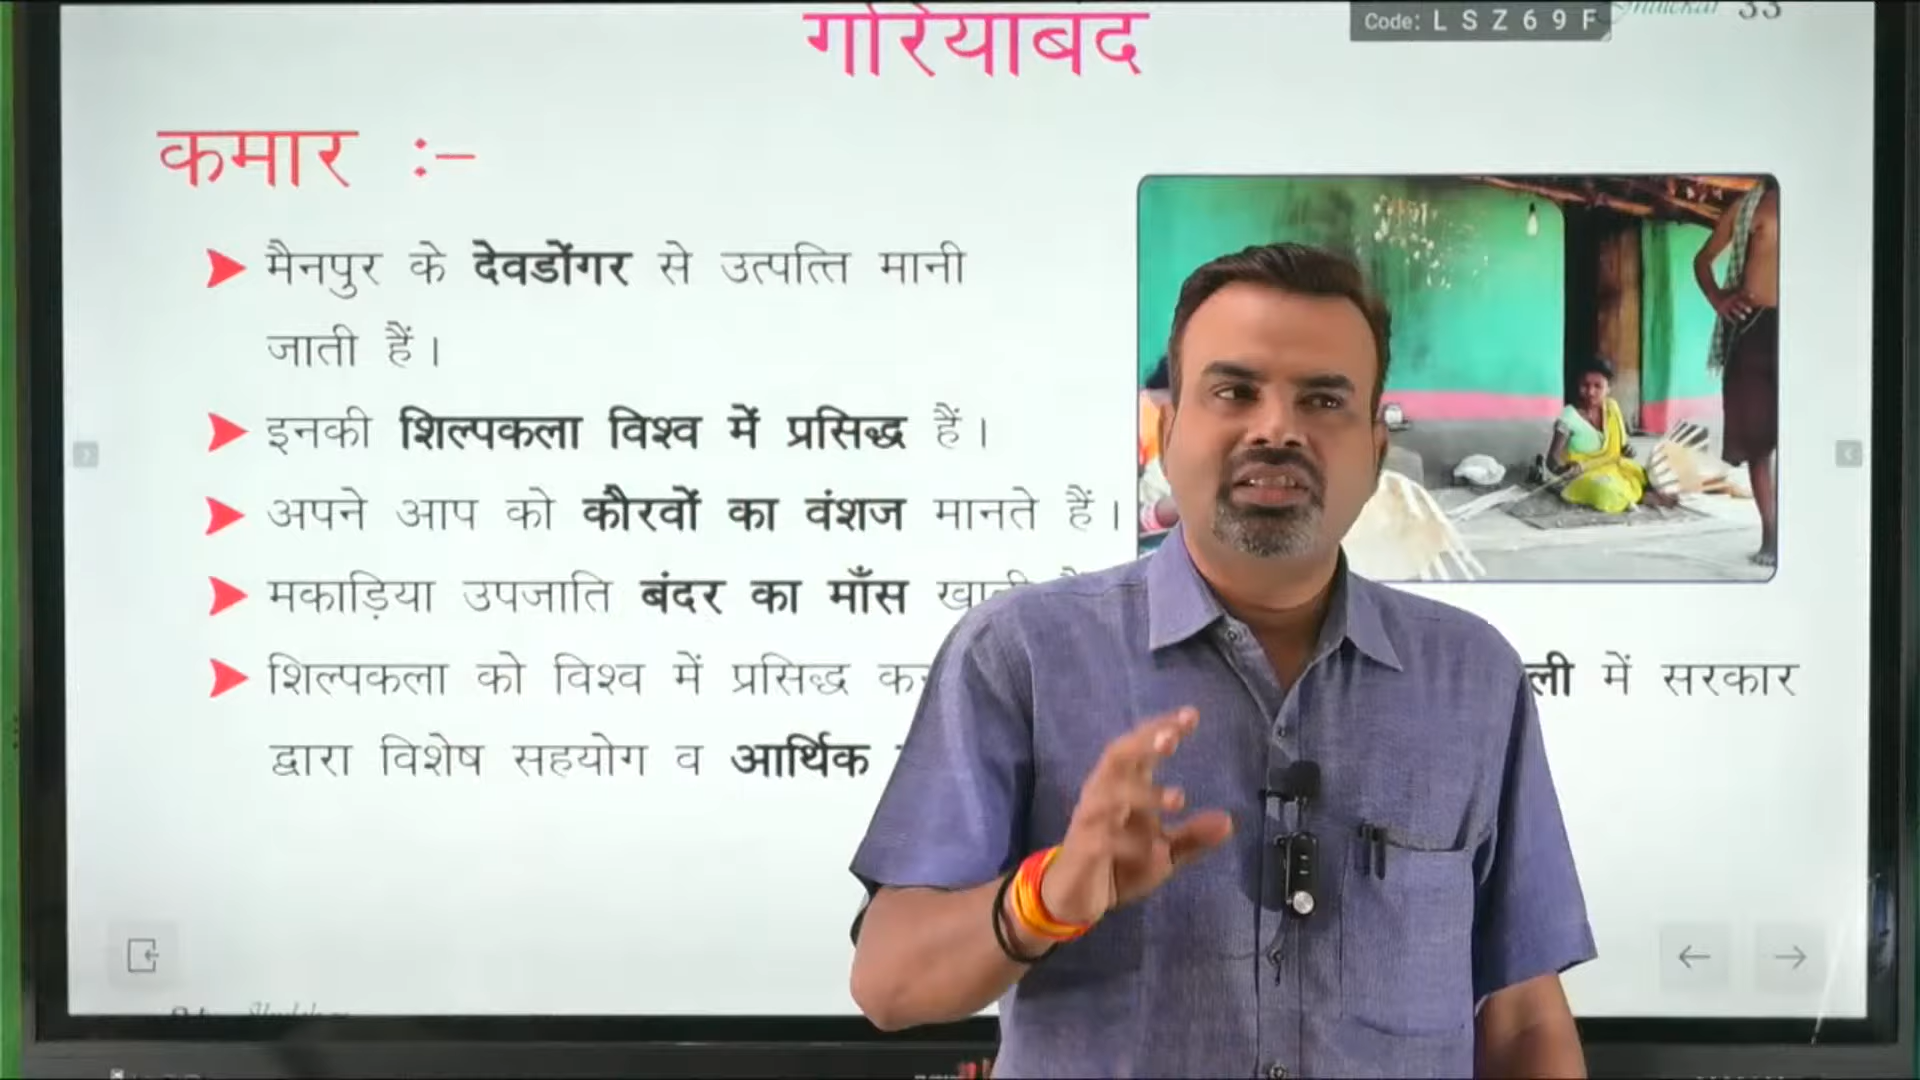 गरियाबंद
Code: L S Z 6 9 F
33
कमार :–
मैनपुर के देवडोंगर से उत्पत्ति मानी
जाती हैं।
इनकी शिल्पकला विश्व में प्रसिद्ध हैं।
अपने आप को कौरवों का वंशज मानते हैं।
मकाड़िया उपजाति बंदर का माँस
शिल्पकला को विश्व में प्रसिद्ध में सरकार
द्वारा विशेष सहयोग व आर्थिक